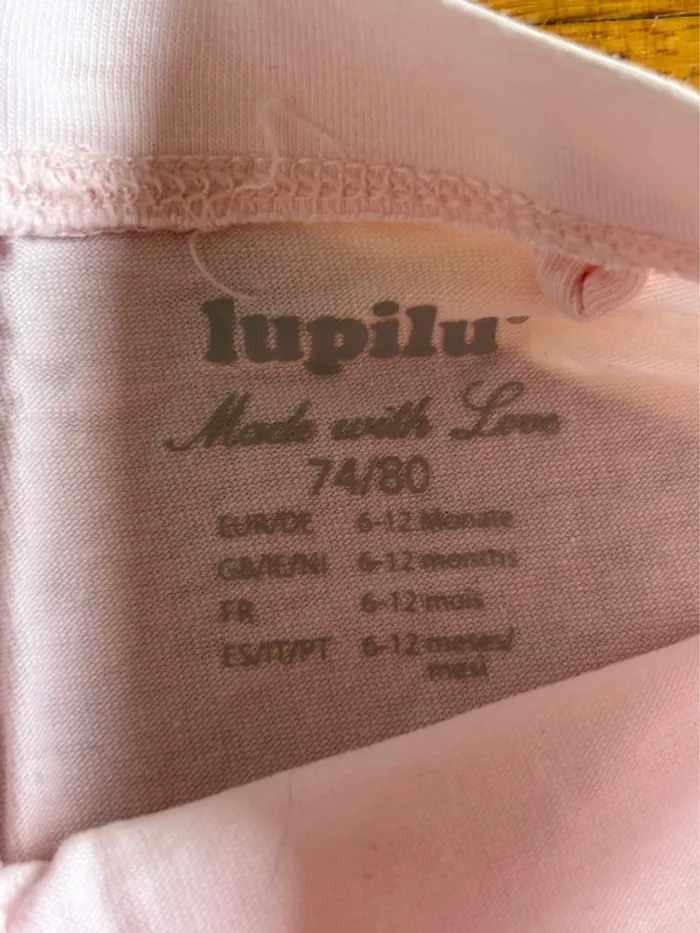 lupilu™
Made with Love
74/80
EUR/DE 6-12 Monate
GB/IE/NI 6-12 months
FR 6-12 mois
ES/IT/PT 6-12 meses/
mesi